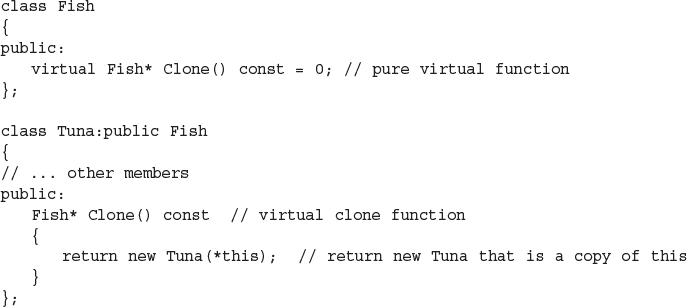 class Fish
{
public:
    virtual Fish* Clone() const = 0; // pure virtual function
};

class Tuna:public Fish
{
// ... other members
public:
    Fish* Clone() const  // virtual clone function
    {
        return new Tuna(*this);  // return new Tuna that is a copy of this
    }
};